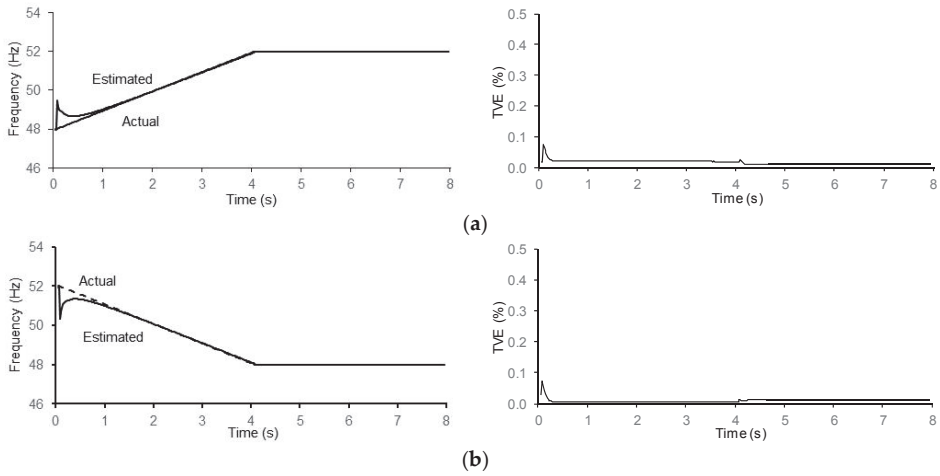 54
52
50
48
46
Frequency (Hz)
Estimated
Actual
0 1 2 3 4 5 6 7 8
Time (s)
0.5
0.4
0.3
0.2
0.1
0.0
TVE (%)
0 1 2 3 4 5 6 7 8
Time (s)
(a)
54
52
50
48
46
Frequency (Hz)
Actual
Estimated
0 1 2 3 4 5 6 7 8
Time (s)
0.5
0.4
0.3
0.2
0.1
0.0
TVE (%)
0 1 2 3 4 5 6 7 8
Time (s)
(b)